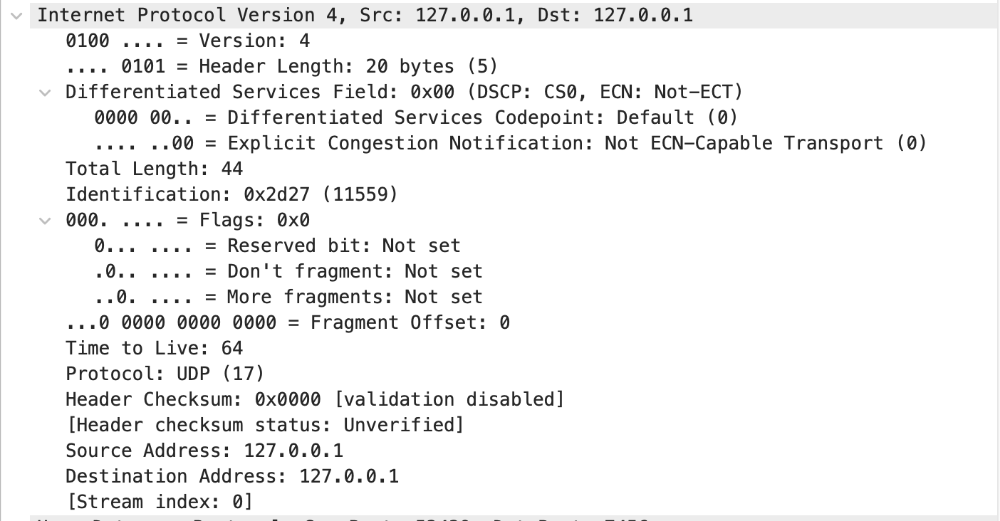 Internet Protocol Version 4, Src: 127.0.0.1, Dst: 127.0.0.1
0100 .... = Version: 4
.... 0101 = Header Length: 20 bytes (5)
Differentiated Services Field: 0x00 (DSCP: CS0, ECN: Not-ECT)
0000 00.. = Differentiated Services Codepoint: Default (0)
.... ..00 = Explicit Congestion Notification: Not ECN-Capable Transport (0)
Total Length: 44
Identification: 0x2d27 (11559)
000. .... = Flags: 0x0
0... .... = Reserved bit: Not set
.0.. .... = Don't fragment: Not set
..0. .... = More fragments: Not set
...0 0000 0000 0000 = Fragment Offset: 0
Time to Live: 64
Protocol: UDP (17)
Header Checksum: 0x0000 [validation disabled]
[Header checksum status: Unverified]
Source Address: 127.0.0.1
Destination Address: 127.0.0.1
[Stream index: 0]